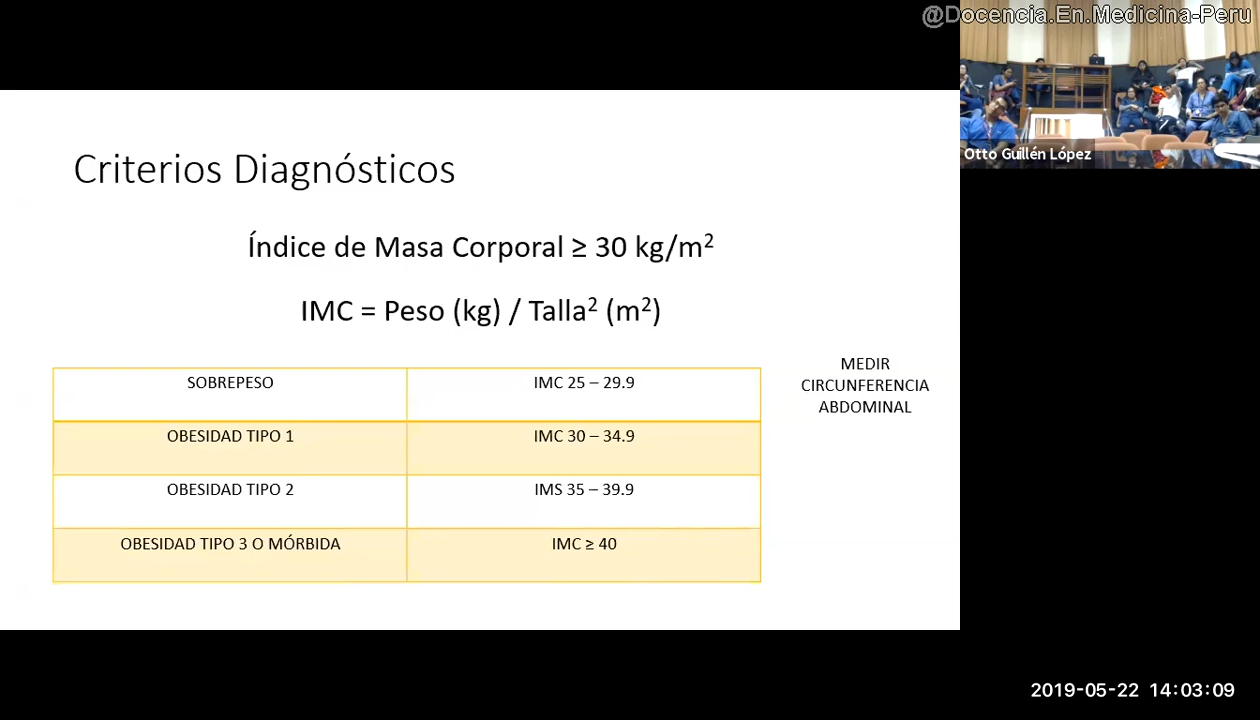 @Docencia.En.Medicina-Peru
Otto Guillén López
Criterios Diagnósticos
Índice de Masa Corporal ≥ 30 kg/m²
IMC = Peso (kg) / Talla² (m²)
MEDIR
CIRCUNFERENCIA
ABDOMINAL
SOBREPESO IMC 25 – 29.9
OBESIDAD TIPO 1 IMC 30 – 34.9
OBESIDAD TIPO 2 IMS 35 – 39.9
OBESIDAD TIPO 3 O MÓRBIDA IMC ≥ 40
2019-05-22 14:03:09